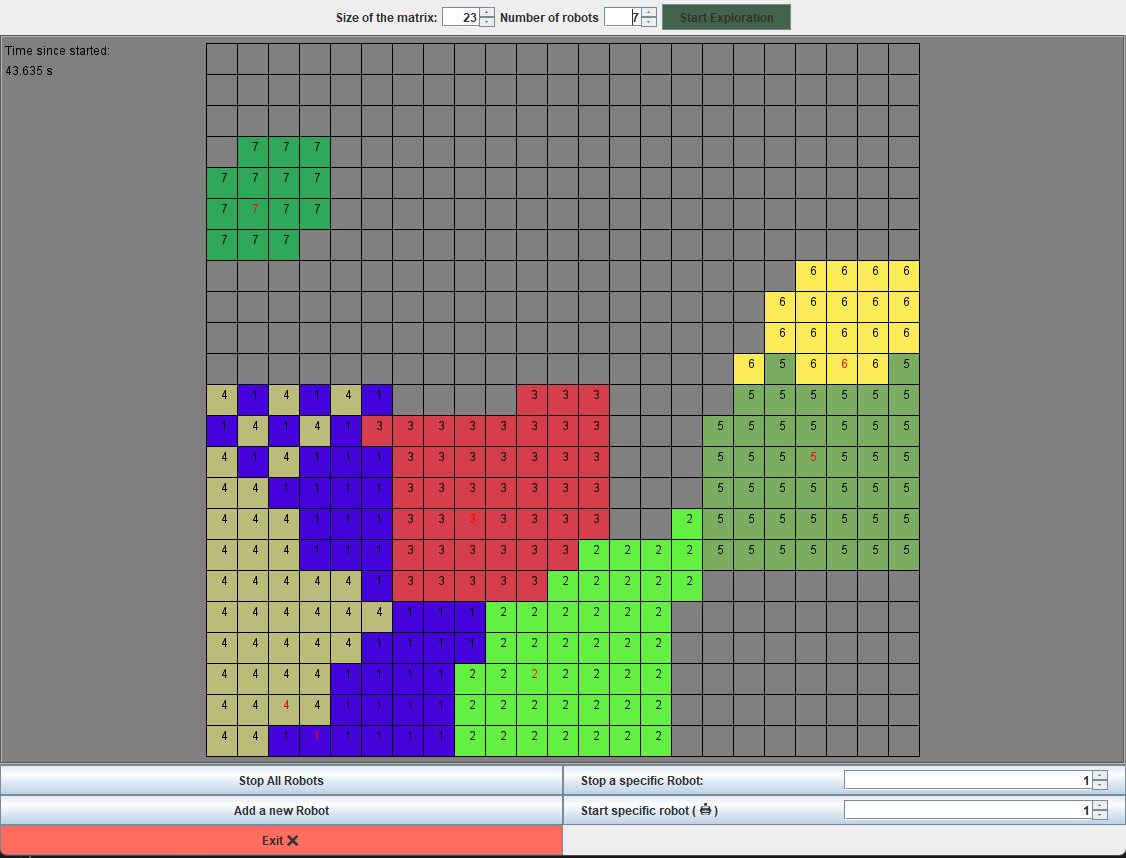 Size of the matrix: 23 Number of robots 7 Start Exploration
Time since started:
43.635 s
7 7 7
7 7 7 7
7 7 7 7
7 7 7
6 6 6 6
6 6 6 6 6
6 6 6 6 6
6 5 6 6 6 5
4 1 4 1 4 1 3 3 3 5 5 5 5 5 5
1 4 1 4 1 3 3 3 3 3 3 3 3 5 5 5 5 5 5 5
4 1 4 1 1 1 3 3 3 3 3 3 3 5 5 5 5 5 5 5
4 4 1 1 1 1 3 3 3 3 3 3 3 5 5 5 5 5 5 5
4 4 4 1 1 1 3 3 3 3 3 3 3 2 5 5 5 5 5 5 5
4 4 4 1 1 1 3 3 3 3 3 3 2 2 2 2 5 5 5 5 5 5 5
4 4 4 4 4 1 3 3 3 3 3 2 2 2 2 2
4 4 4 4 4 4 1 1 1 2 2 2 2 2 2
4 4 4 4 4 1 1 1 1 2 2 2 2 2 2
4 4 4 4 1 1 1 1 2 2 2 2 2 2 2
4 4 4 4 1 1 1 1 2 2 2 2 2 2 2
4 4 1 1 1 1 1 1 2 2 2 2 2 2 2
Stop All Robots Stop a specific Robot: 1
Add a new Robot Start specific robot ( 🤖 ) 1
Exit ✕